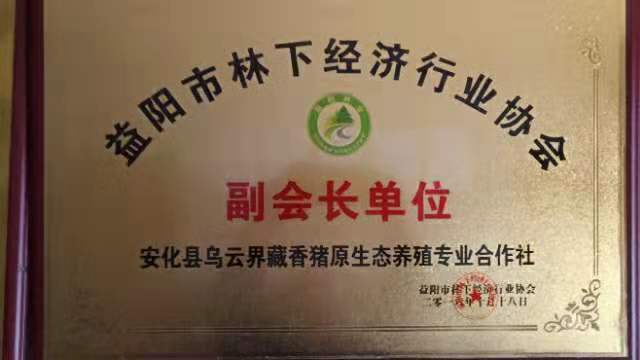 益阳市林下经济行业协会
副会长单位
安化县乌云界藏香猪原生态养殖专业合作社
益阳市林下经济行业协会